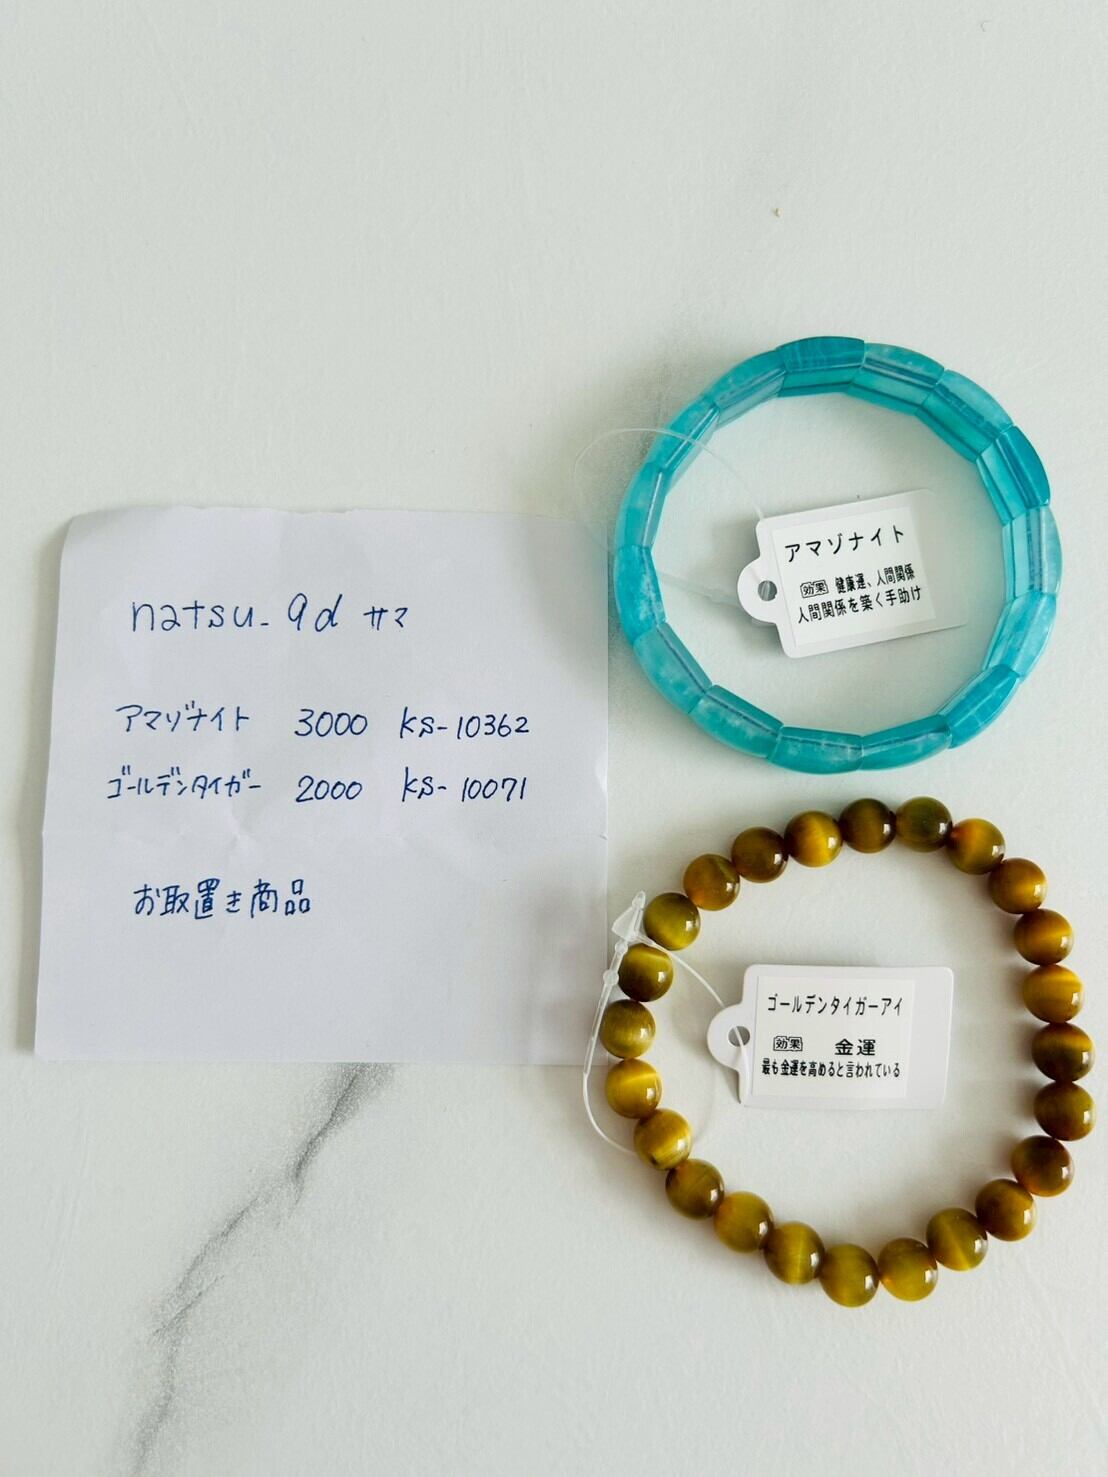 natsu_9d サマ
アマゾナイト 3000 KS-10362
ゴールデンタイガー 2000 KS-10071
お取置き商品
アマゾナイト
効果 健康運、人間関係
人間関係を築く手助け
ゴールデンタイガーアイ
効果 金運
最も金運を高めると言われている